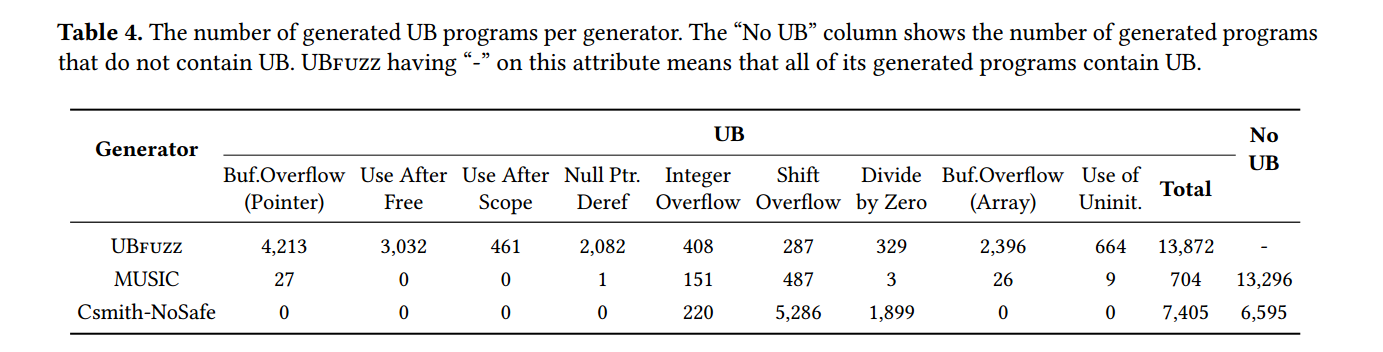 Table 4. The number of generated UB programs per generator. The “No UB” column shows the number of generated programs
that do not contain UB. UBFUZZ having “-” on this attribute means that all of its generated programs contain UB.
Generator UB No UB
Buf.Overflow (Pointer) Use After Free Use After Scope Null Ptr. Deref Integer Overflow Shift Overflow Divide by Zero Buf.Overflow (Array) Use of Uninit. Total
UBFUZZ 4,213 3,032 461 2,082 408 287 329 2,396 664 13,872 -
MUSIC 27 0 0 1 151 487 3 26 9 704 13,296
Csmith-NoSafe 0 0 0 0 220 5,286 1,899 0 0 7,405 6,595